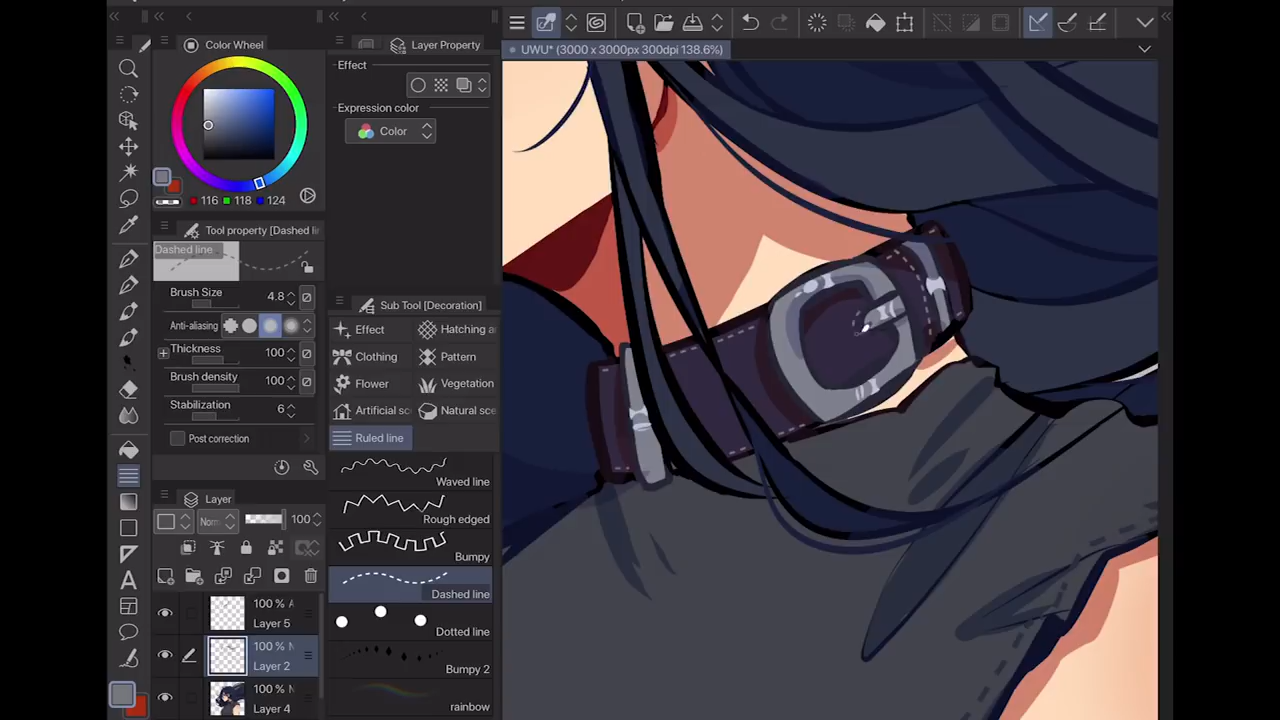 Color Wheel
Layer Property
UWU* (3000 x 3000px 300dpi 138.6%)
Effect
Expression color
Color
116 118 124
Tool property [Dashed li
Dashed line
Brush Size 4.8
Anti-aliasing
Thickness 100
Brush density 100
Stabilization 6
Post correction
Sub Tool [Decoration]
Effect
Hatching ar
Clothing
Pattern
Flower
Vegetation
Artificial sc
Natural sce
Ruled line
Waved line
Rough edged
Bumpy
Dashed line
Dotted line
Bumpy 2
rainbow
Layer
Norm 100
100 %
Layer 5
100 % N
Layer 2
100 % N
Layer 4